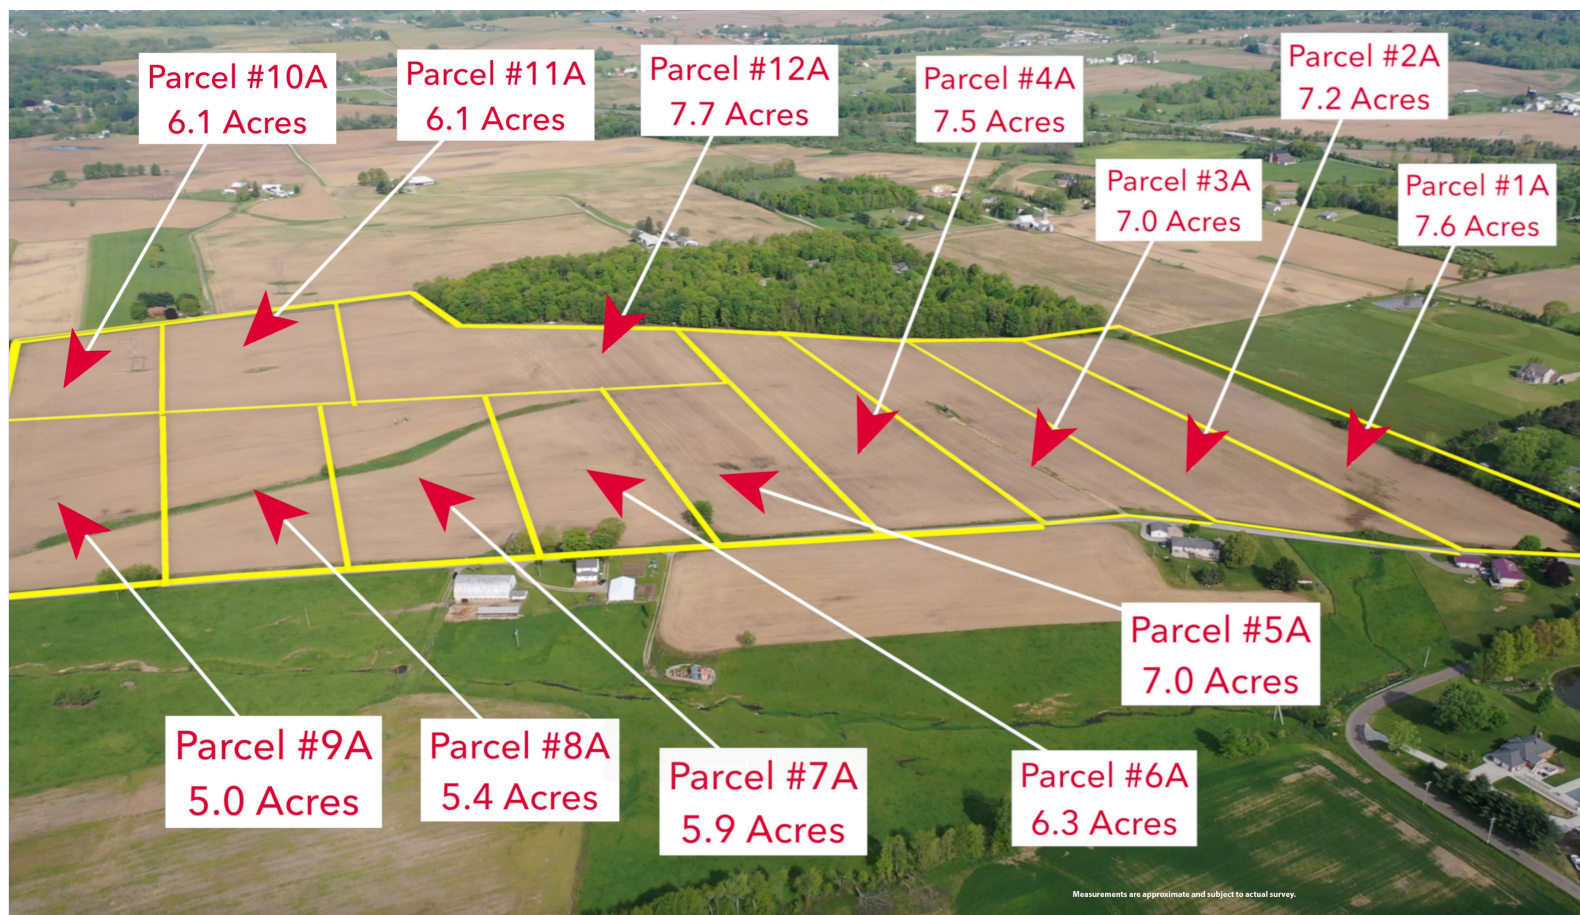 Parcel #10A
6.1 Acres
Parcel #11A
6.1 Acres
Parcel #12A
7.7 Acres
Parcel #4A
7.5 Acres
Parcel #2A
7.2 Acres
Parcel #3A
7.0 Acres
Parcel #1A
7.6 Acres
Parcel #5A
7.0 Acres
Parcel #9A
5.0 Acres
Parcel #8A
5.4 Acres
Parcel #7A
5.9 Acres
Parcel #6A
6.3 Acres
Measurements are approximate and subject to actual survey.